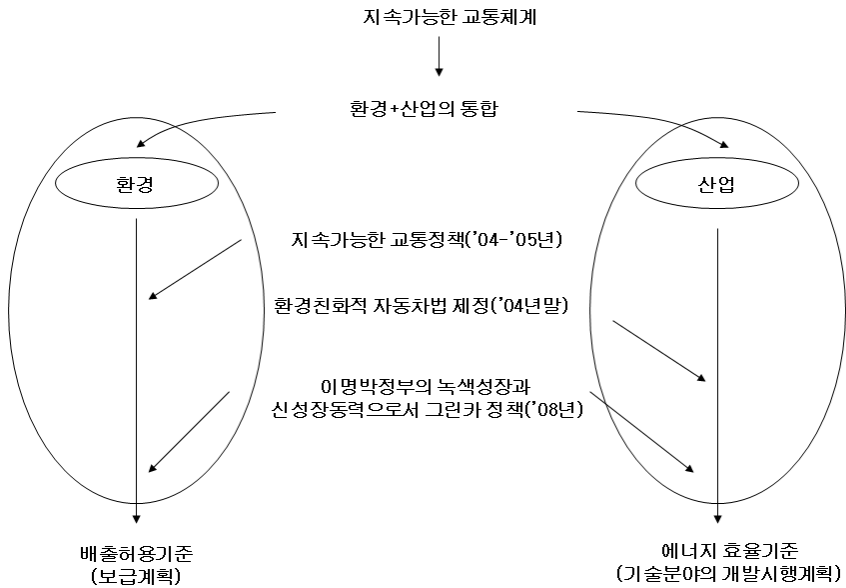 지속가능한 교통체계
환경+산업의 통합
환경
산업
지속가능한 교통정책('04-'05년)
환경친화적 자동차법 제정('04년말)
이명박정부의 녹색성장과
신성장동력으로서 그린카 정책('08년)
배출허용기준
(보급계획)
에너지 효율기준
(기술분야의 개발시행계획)